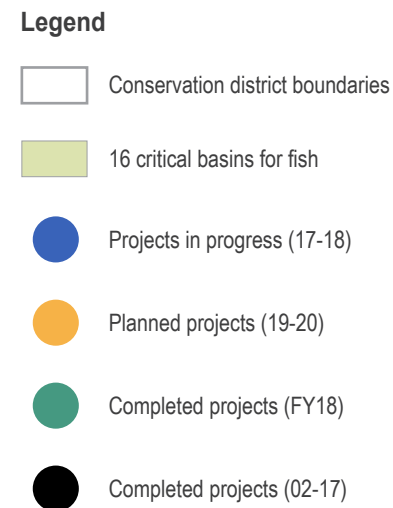 Legend
Conservation district boundaries
16 critical basins for fish
Projects in progress (17-18)
Planned projects (19-20)
Completed projects (FY18)
Completed projects (02-17)